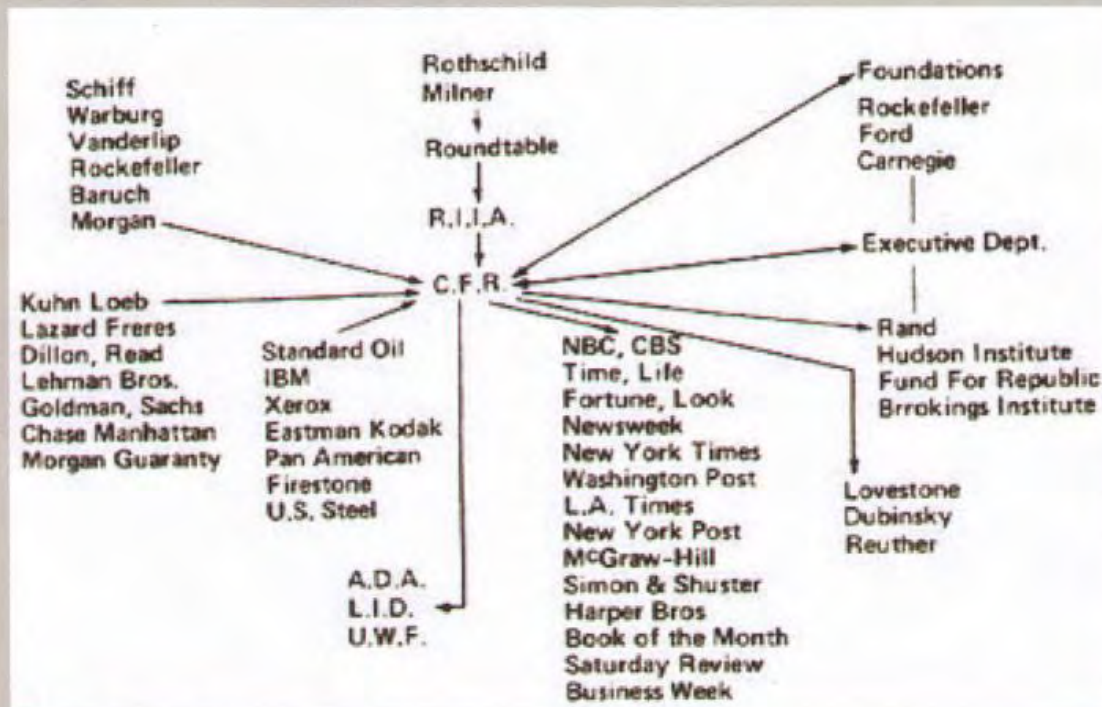 Schiff
Warburg
Vanderlip
Rockefeller
Baruch
Morgan
Rothschild
Milner
Roundtable
R.I.I.A.
C.F.R.
Foundations
Rockefeller
Ford
Carnegie
Executive Dept.
Rand
Hudson Institute
Fund For Republic
Brrokings Institute
Kuhn Loeb
Lazard Freres
Dillon, Read
Lehman Bros.
Goldman, Sachs
Chase Manhattan
Morgan Guaranty
Standard Oil
IBM
Xerox
Eastman Kodak
Pan American
Firestone
U.S. Steel
NBC, CBS
Time, Life
Fortune, Look
Newsweek
New York Times
Washington Post
L.A. Times
New York Post
McGraw-Hill
Simon & Shuster
Harper Bros
Book of the Month
Saturday Review
Business Week
Lovestone
Dubinsky
Reuther
A.D.A.
L.I.D.
U.W.F.